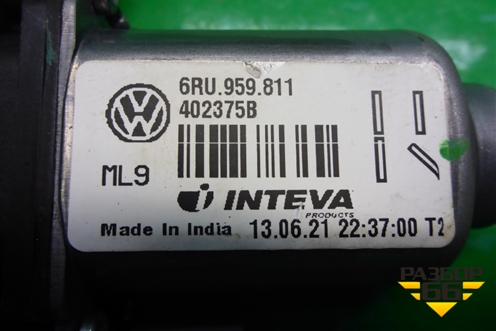 6RU.959.811
402375B
ML9
INTEVA
PRODUCTS
Made In India 13.06.21 22:37:00 T2
РАЗБОР
66